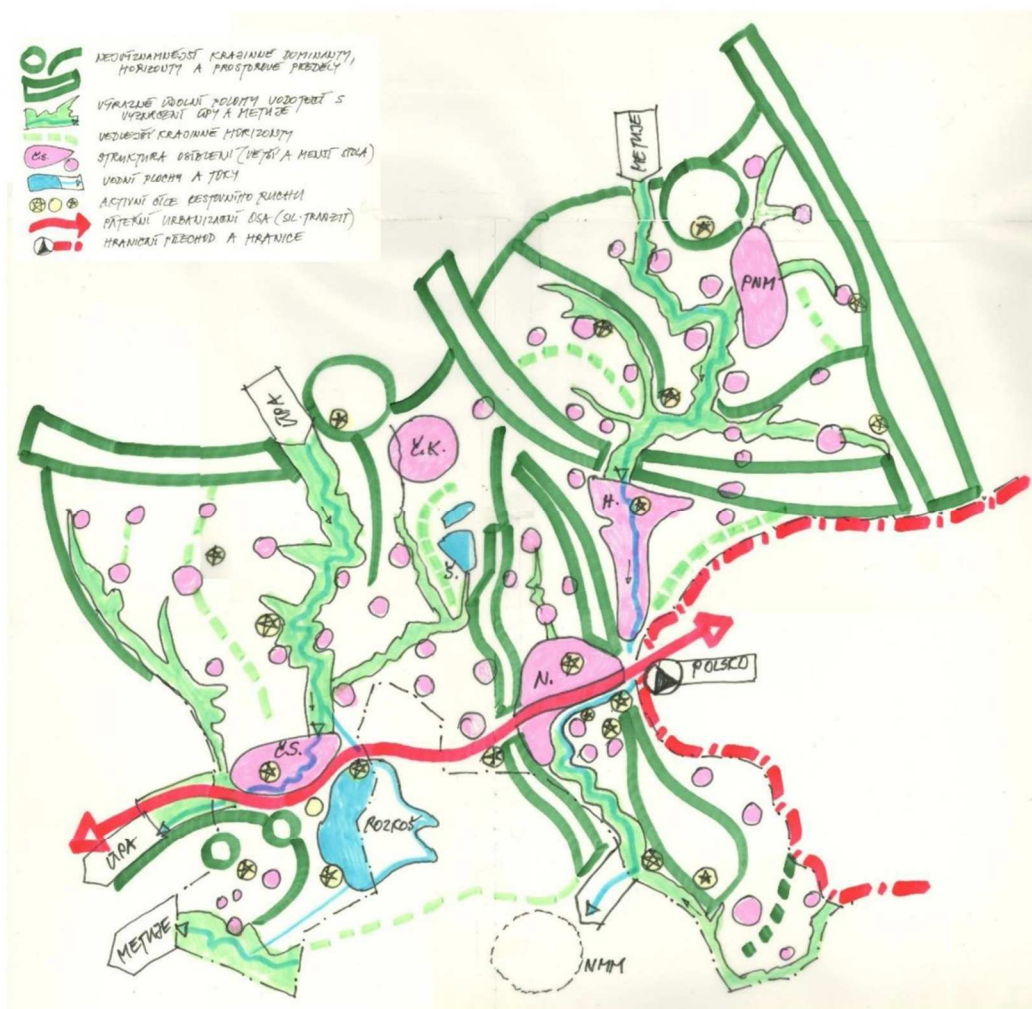 NEJVÝZNAMNĚJŠÍ KRAJINNÉ DOMINANTY,
HORIZONTY A PROSTOROVÉ PŘEDĚLY
VÝRAZNÉ ÚDOLNÍ POLOHY VODOTEČÍ S
VYZNAČENÍ ÚPY A METUJE
VEDLEJŠÍ KRAJINNÉ HORIZONTY
Č.S.
STRUKTURA OSÍDLENÍ (VĚTŠÍ A MENŠÍ SÍDLA)
VODNÍ PLOCHY A TOKY
AKTIVNÍ CÍLE CESTOVNÍHO RUCHU
PÁTEŘNÍ URBANIZAČNÍ OSA (SIL. TRANZIT)
HRANIČNÍ PŘECHOD A HRANICE
METUJE
PNM
ÚPA
Č.K.
H.
Š.
N.
POLSKO
Č.S.
ROZKOŠ
ÚPA
METUJE
NMM